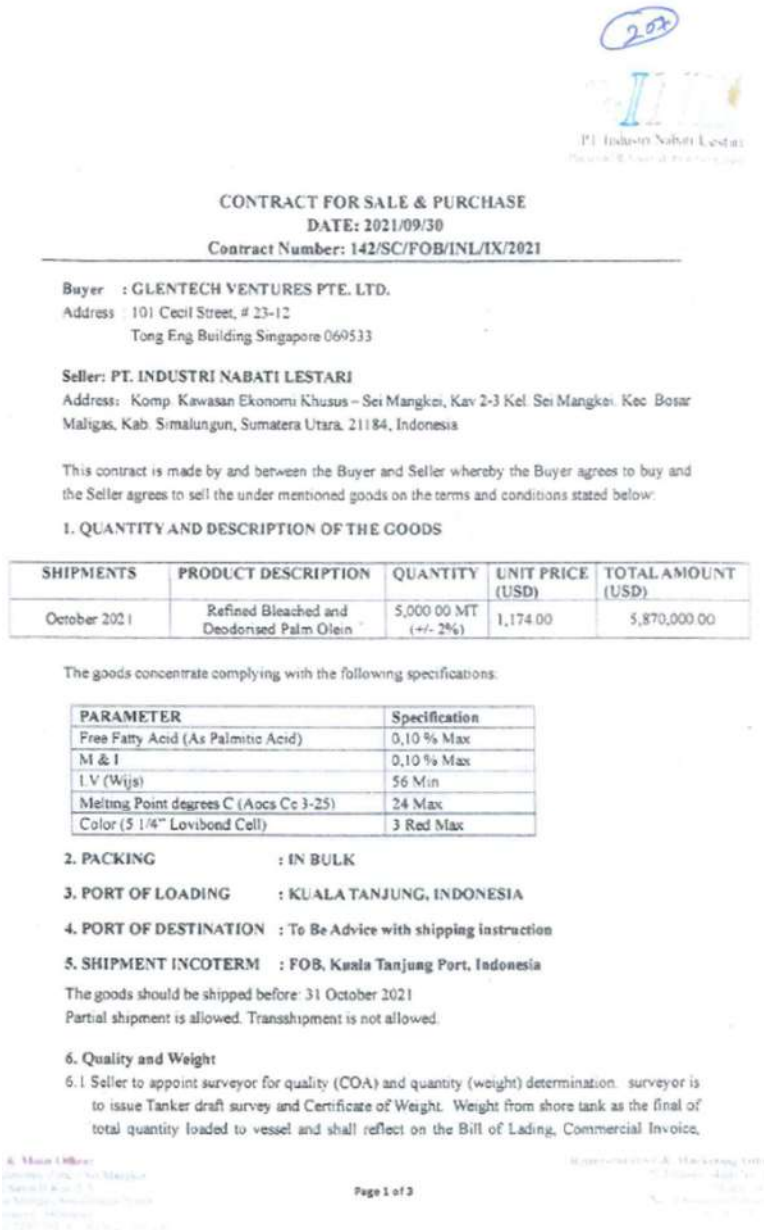 207
PT Industri Nabati Lestari
CONTRACT FOR SALE & PURCHASE
DATE: 2021/09/30
Contract Number: 142/SC/FOB/INL/IX/2021
Buyer : GLENTECH VENTURES PTE. LTD.
Address : 101 Cecil Street, # 23-12
Tong Eng Building Singapore 069533
Seller: PT. INDUSTRI NABATI LESTARI
Address: Komp. Kawasan Ekonomi Khusus – Sei Mangkei, Kav 2-3 Kel. Sei Mangkei. Kec Bosar
Maligas, Kab. Simalungun, Sumatera Utara, 21184, Indonesia
This contract is made by and between the Buyer and Seller whereby the Buyer agrees to buy and
the Seller agrees to sell the under mentioned goods on the terms and conditions stated below:
1. QUANTITY AND DESCRIPTION OF THE GOODS
SHIPMENTS PRODUCT DESCRIPTION QUANTITY UNIT PRICE (USD) TOTAL AMOUNT (USD)
October 2021 Refined Bleached and Deodorised Palm Olein 5,000 00 MT (+/- 2%) 1,174.00 5,870,000.00
The goods concentrate complying with the following specifications:
PARAMETER Specification
Free Fatty Acid (As Palmitic Acid) 0,10 % Max
M & I 0,10 % Max
I.V (Wijs) 56 Min
Melting Point degrees C (Aocs Cc 3-25) 24 Max
Color (5 1/4" Lovibond Cell) 3 Red Max
2. PACKING : IN BULK
3. PORT OF LOADING : KUALA TANJUNG, INDONESIA
4. PORT OF DESTINATION : To Be Advice with shipping instruction
5. SHIPMENT INCOTERM : FOB, Kuala Tanjung Port, Indonesia
The goods should be shipped before: 31 October 2021
Partial shipment is allowed. Transshipment is not allowed.
6. Quality and Weight
6.1 Seller to appoint surveyor for quality (COA) and quantity (weight) determination. surveyor is
to issue Tanker draft survey and Certificate of Weight. Weight from shore tank as the final of
total quantity loaded to vessel and shall reflect on the Bill of Lading, Commercial Invoice,
Page 1 of 3